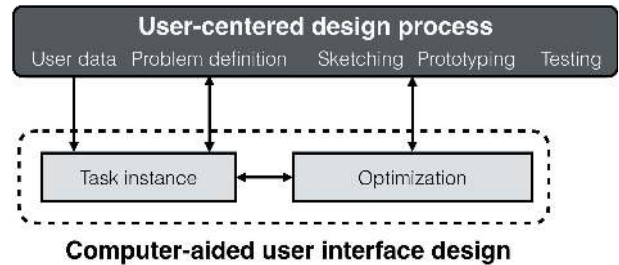 User-centered design process
User data Problem definition Sketching Prototyping Testing
Task instance Optimization
Computer-aided user interface design